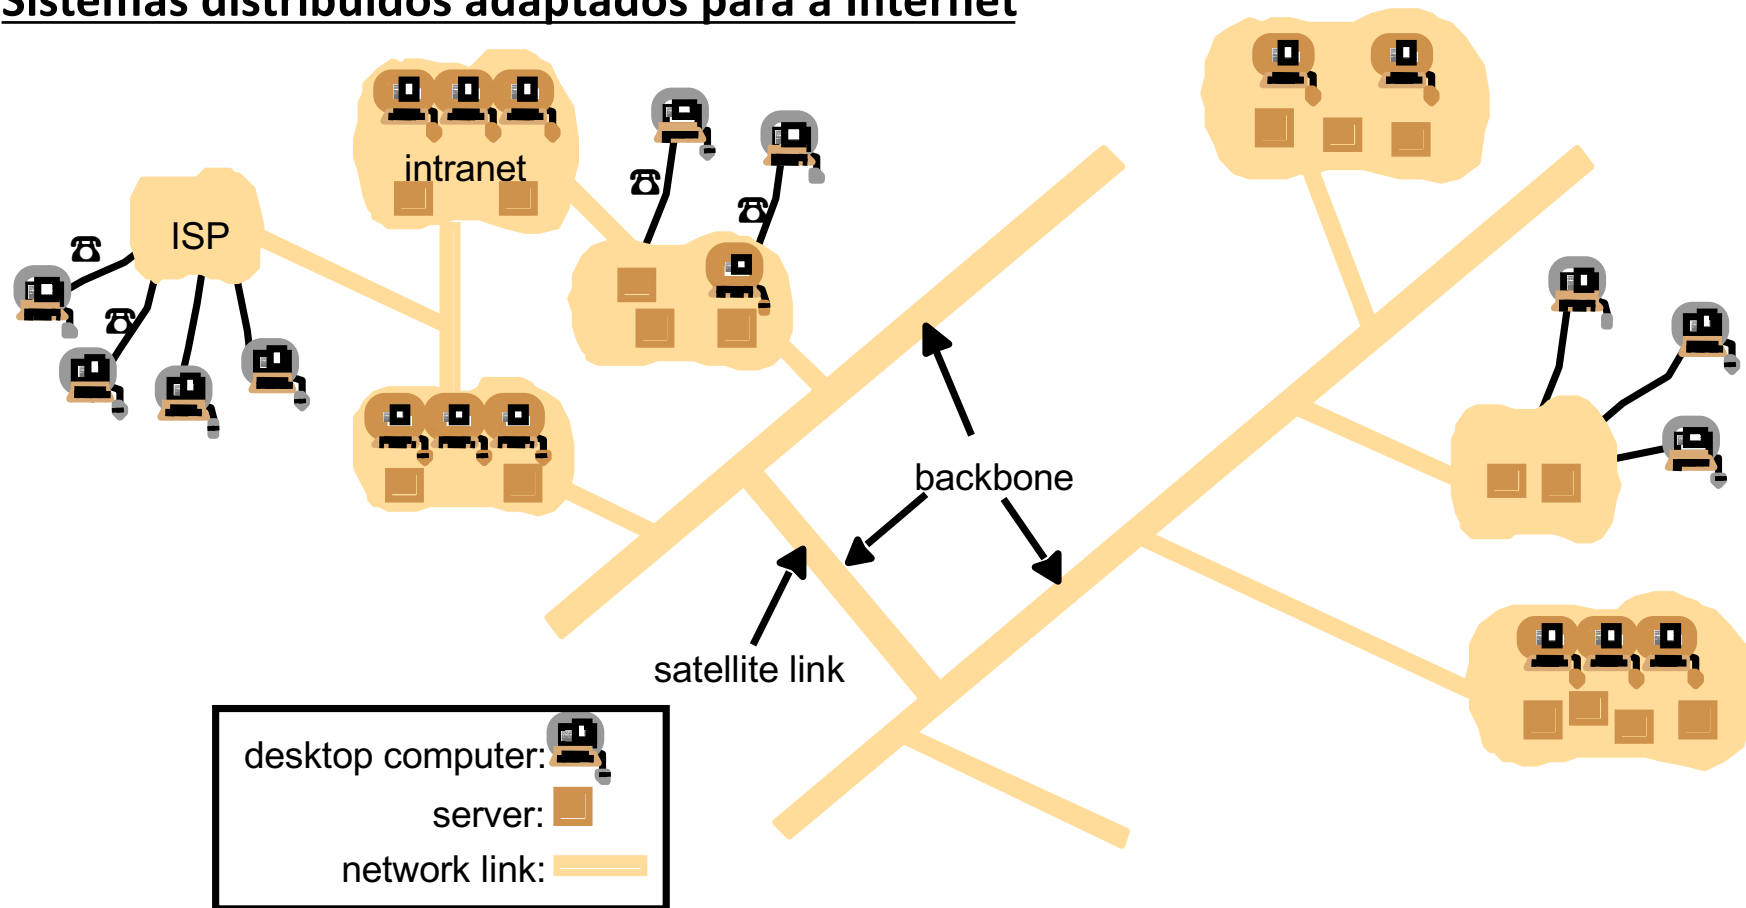 Sistemas distribuídos adaptados para a Internet
intranet
ISP
backbone
satellite link
desktop computer:
server:
network link: